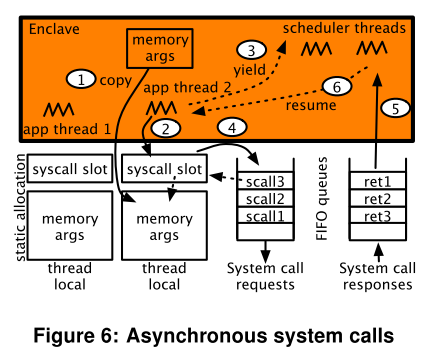 Enclave
memory
args
scheduler threads
3
yield
1
copy
app thread 2
6
resume
5
app thread 1
2
4
static allocation
syscall slot
syscall slot
memory
args
memory
args
thread
local
thread
local
scall3
scall2
scall1
System call
requests
FIFO queues
ret1
ret2
ret3
System call
responses
Figure 6: Asynchronous system calls